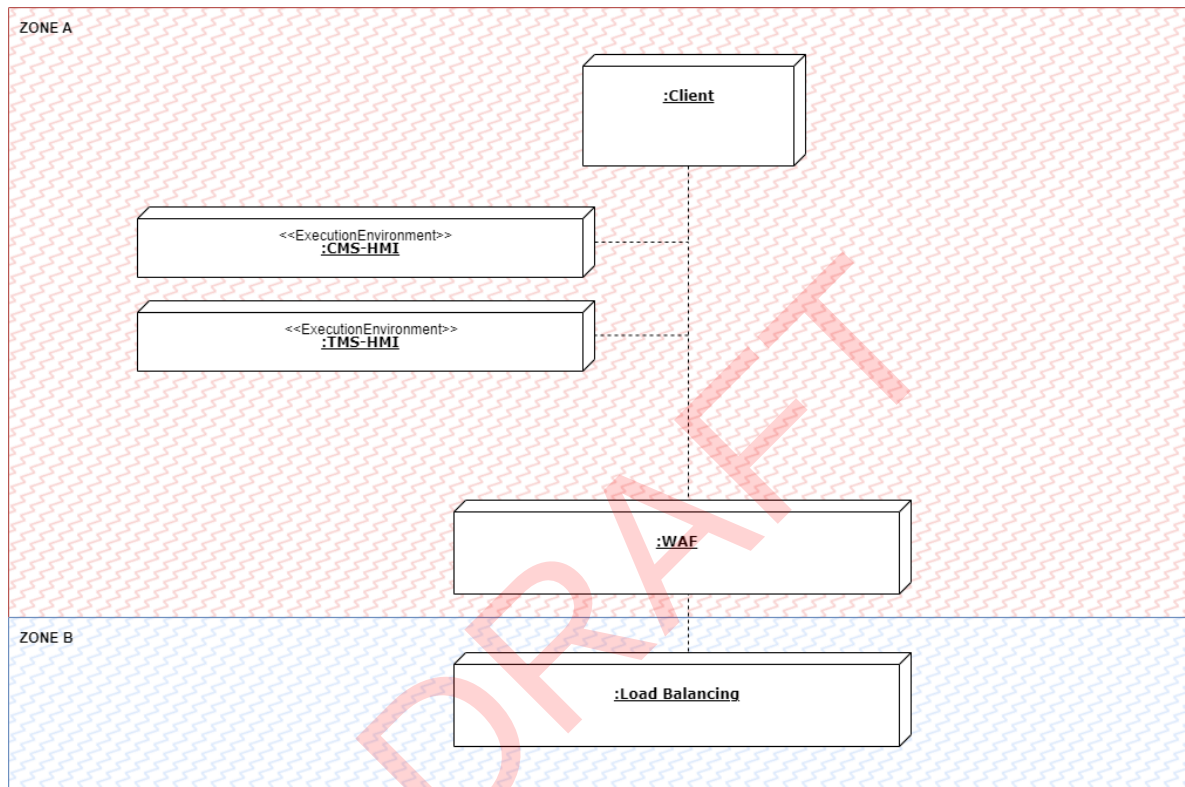 ZONE A
:Client
<<ExecutionEnvironment>>
:CMS-HMI
<<ExecutionEnvironment>>
:TMS-HMI
:WAF
ZONE B
:Load Balancing
DRAFT